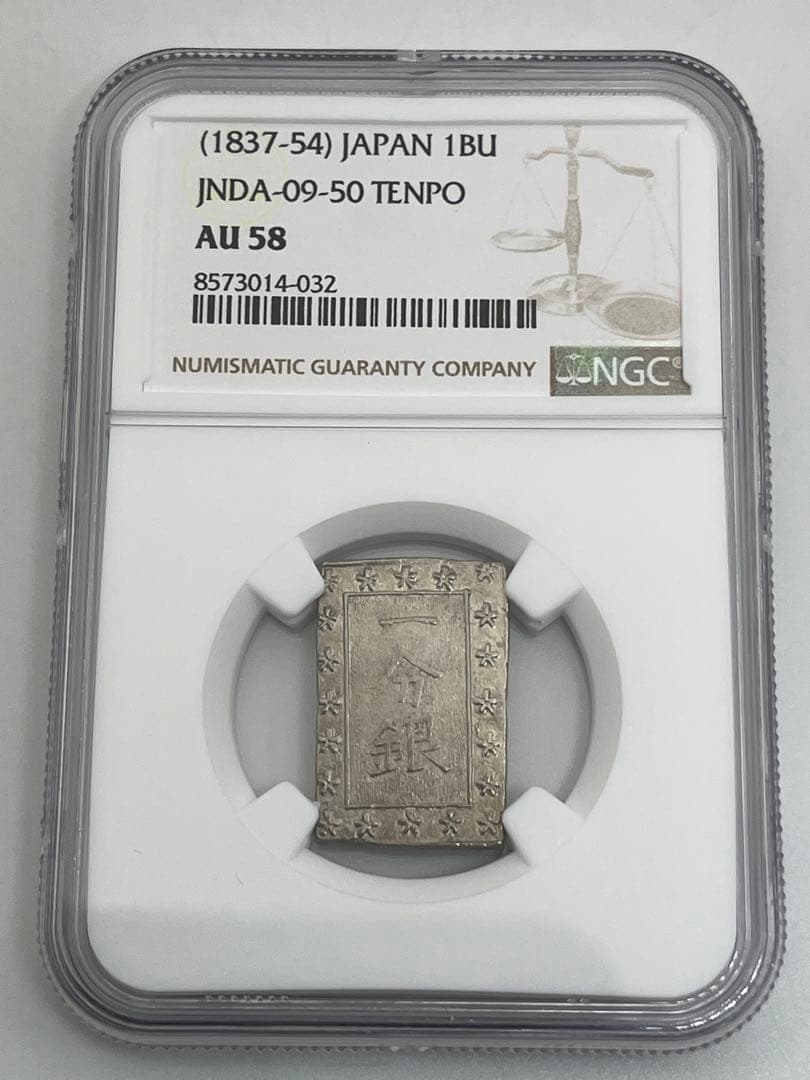 (1837-54) JAPAN 1BU
JNDA-09-50 TENPO
AU 58
8573014-032
NUMISMATIC GUARANTY COMPANY
NGC®
一
分
銀